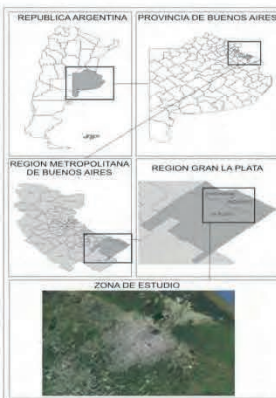 REPUBLICA ARGENTINA
PROVINCIA DE BUENOS AIRES
REGION METROPOLITANA
DE BUENOS AIRES
REGION GRAN LA PLATA
ZONA DE ESTUDIO